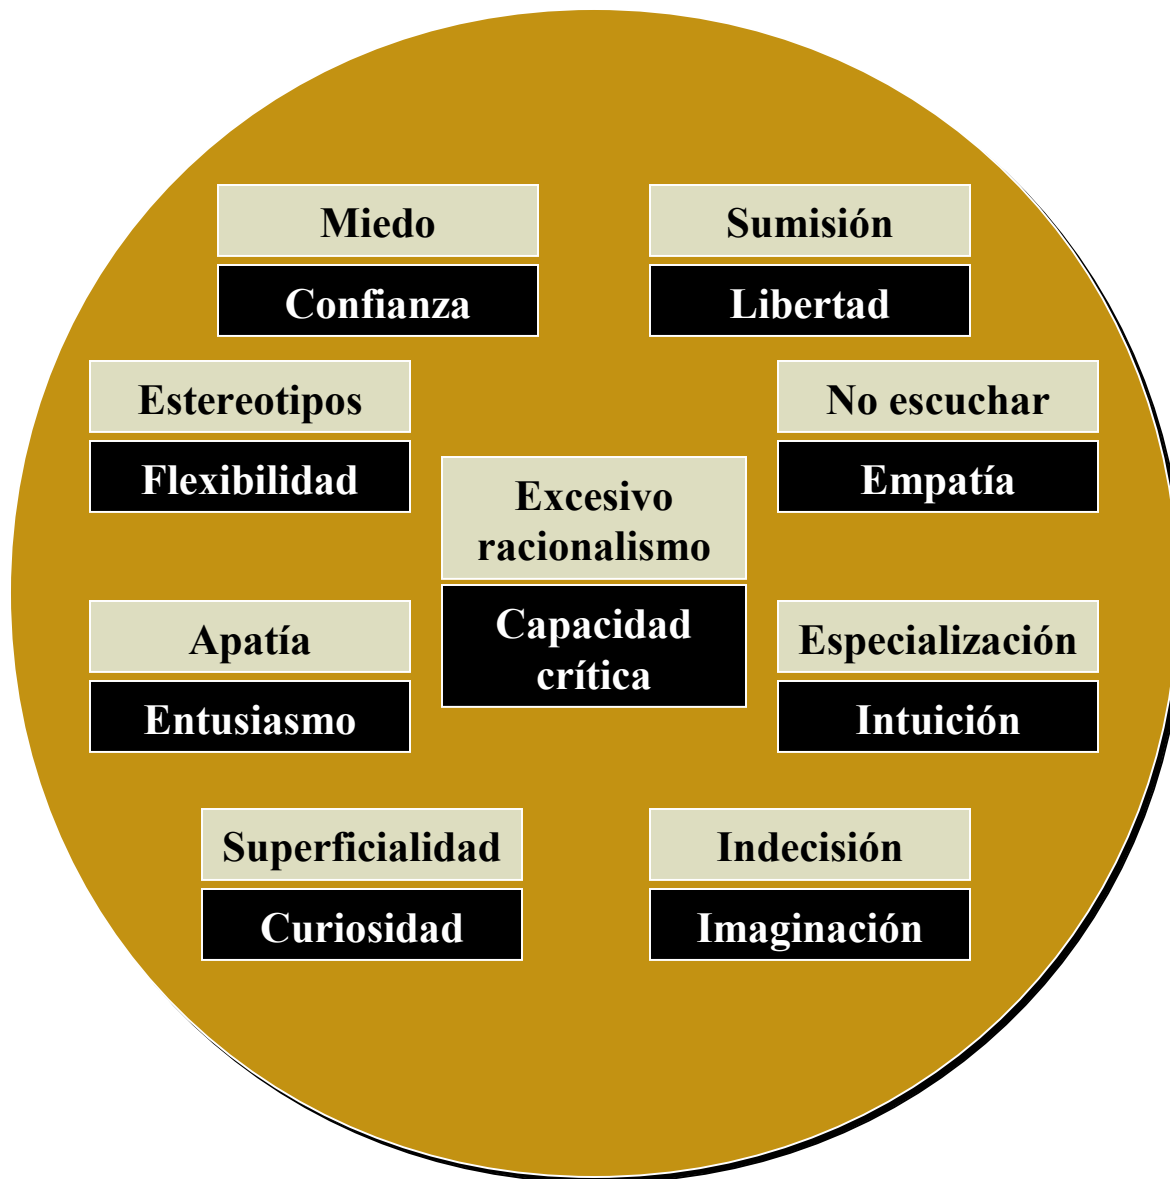 Miedo
Confianza
Sumisión
Libertad
Estereotipos
Flexibilidad
No escuchar
Empatía
Excesivo
racionalismo
Capacidad
crítica
Apatía
Entusiasmo
Especialización
Intuición
Superficialidad
Curiosidad
Indecisión
Imaginación